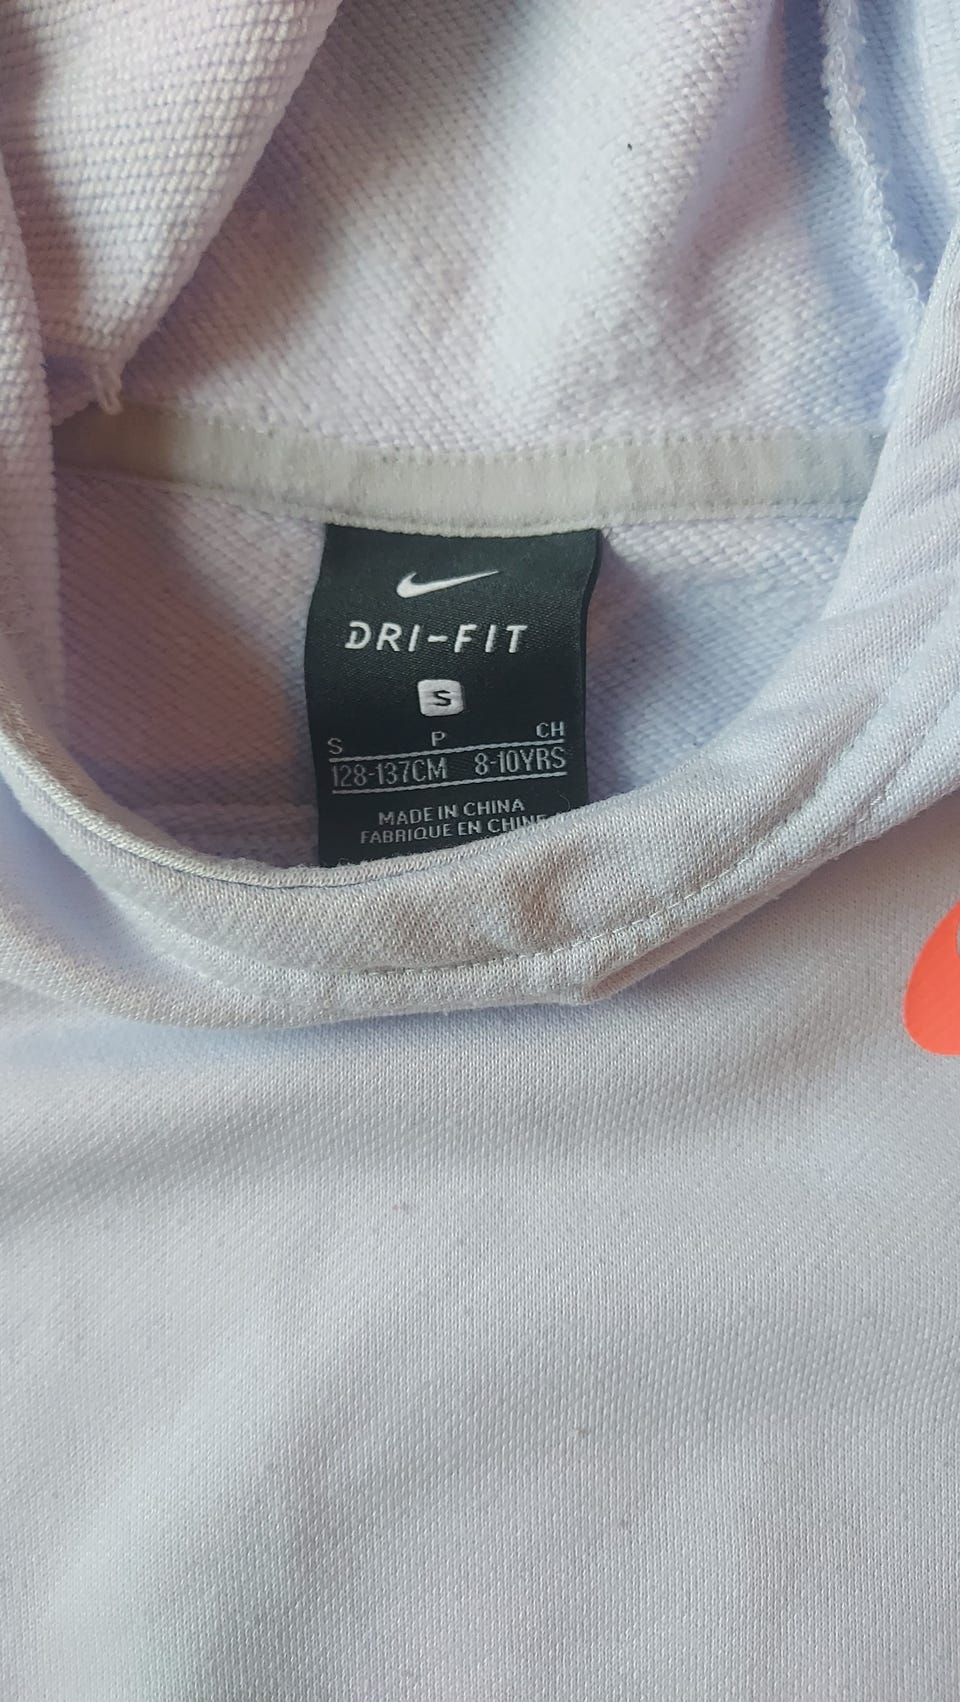 DRI-FIT
S
S P CH
128-137CM 8-10YRS
MADE IN CHINA
FABRIQUE EN CHINE